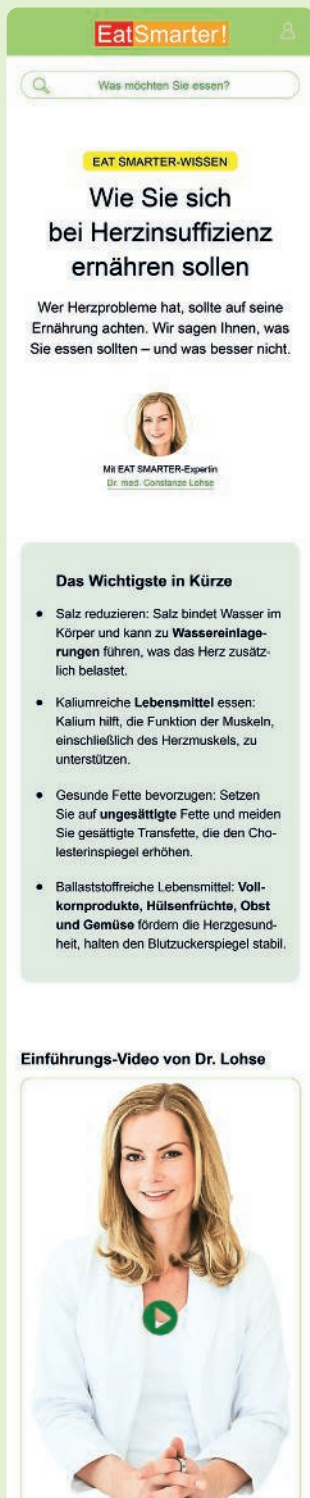 EatSmarter!
Was möchten Sie essen?
EAT SMARTER-WISSEN
Wie Sie sich
bei Herzinsuffizienz
ernähren sollen
Wer Herzprobleme hat, sollte auf seine
Ernährung achten. Wir sagen Ihnen, was
Sie essen sollten – und was besser nicht.
Mit EAT SMARTER-Expertin
Dr. med. Constanze Lohse
Das Wichtigste in Kürze
• Salz reduzieren: Salz bindet Wasser im
Körper und kann zu Wassereinlage-
rungen führen, was das Herz zusätz-
lich belastet.
• Kaliumreiche Lebensmittel essen:
Kalium hilft, die Funktion der Muskeln,
einschließlich des Herzmuskels, zu
unterstützen.
• Gesunde Fette bevorzugen: Setzen
Sie auf ungesättigte Fette und meiden
Sie gesättigte Transfette, die den Cho-
lesterinspiegel erhöhen.
• Ballaststoffreiche Lebensmittel: Voll-
kornprodukte, Hülsenfrüchte, Obst
und Gemüse fördern die Herzgesund-
heit, halten den Blutzuckerspiegel stabil.
Einführungs-Video von Dr. Lohse